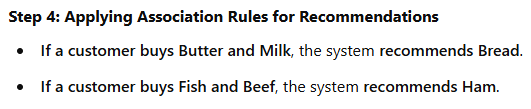 Step 4: Applying Association Rules for Recommendations
• If a customer buys Butter and Milk, the system recommends Bread.
• If a customer buys Fish and Beef, the system recommends Ham.